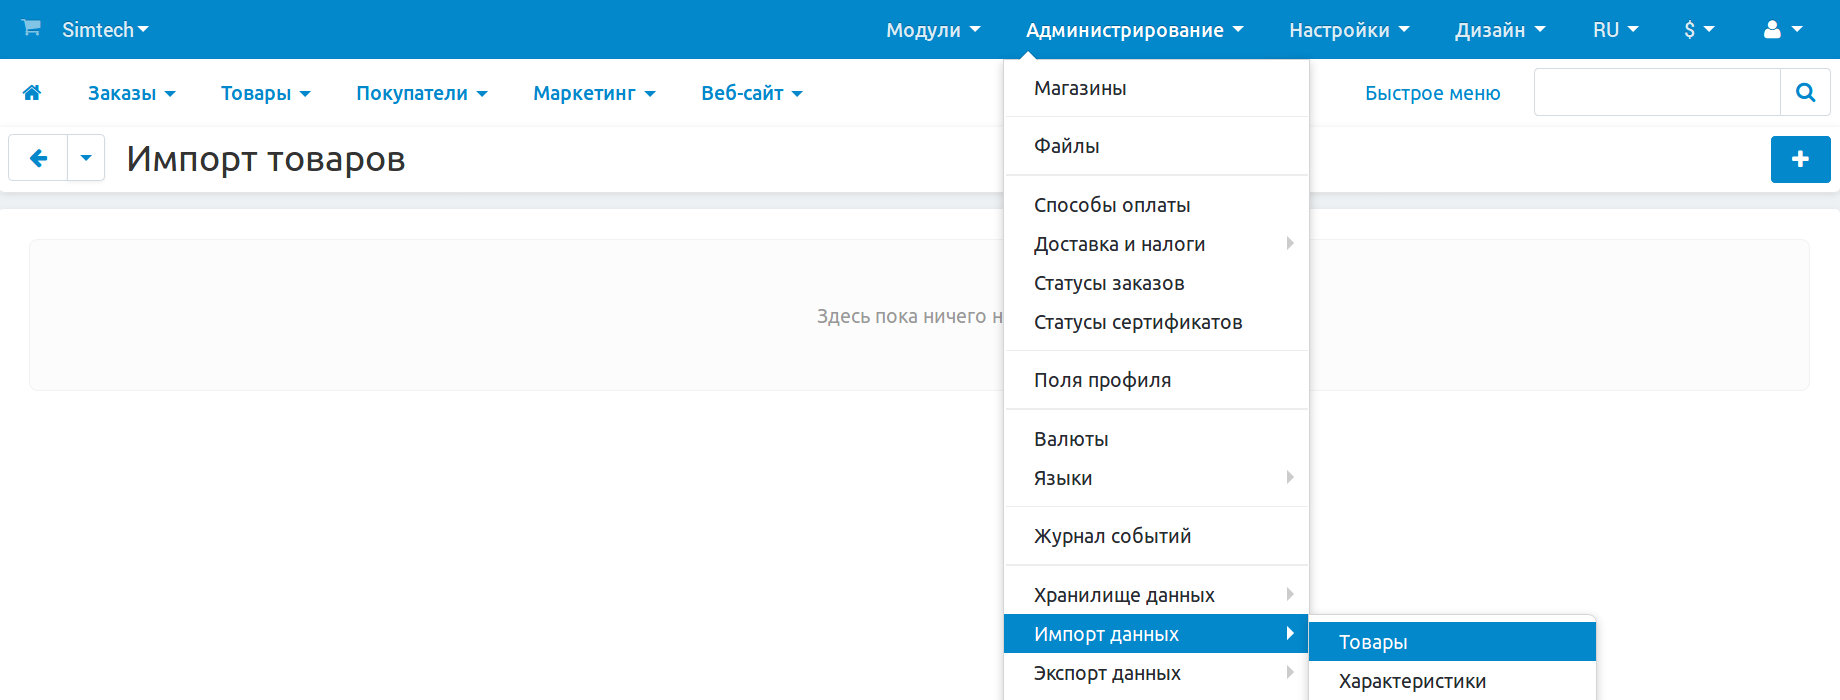 Simtech Модули Администрирование Настройки Дизайн RU $
Заказы Товары Покупатели Маркетинг Веб-сайт Быстрое меню
Импорт товаров
Здесь пока ничего н
Магазины
Файлы
Способы оплаты
Доставка и налоги
Статусы заказов
Статусы сертификатов
Поля профиля
Валюты
Языки
Журнал событий
Хранилище данных
Импорт данных
Экспорт данных
Товары
Характеристики